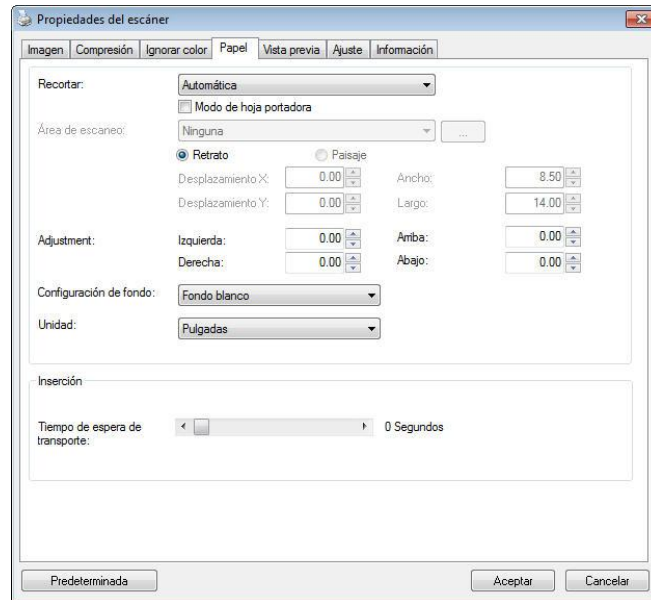 Propiedades del escáner
Imagen Compresión Ignorar color Papel Vista previa Ajuste Información
Recortar: Automática
Modo de hoja portadora
Área de escaneo: Ninguna ...
Retrato Paisaje
Desplazamiento X: 0.00 Ancho: 8.50
Desplazamiento Y: 0.00 Largo: 14.00
Adjustment: Izquierda: 0.00 Arriba: 0.00
Derecha: 0.00 Abajo: 0.00
Configuración de fondo: Fondo blanco
Unidad: Pulgadas
Inserción
Tiempo de espera de
transporte: 0 Segundos
Predeterminada Aceptar Cancelar